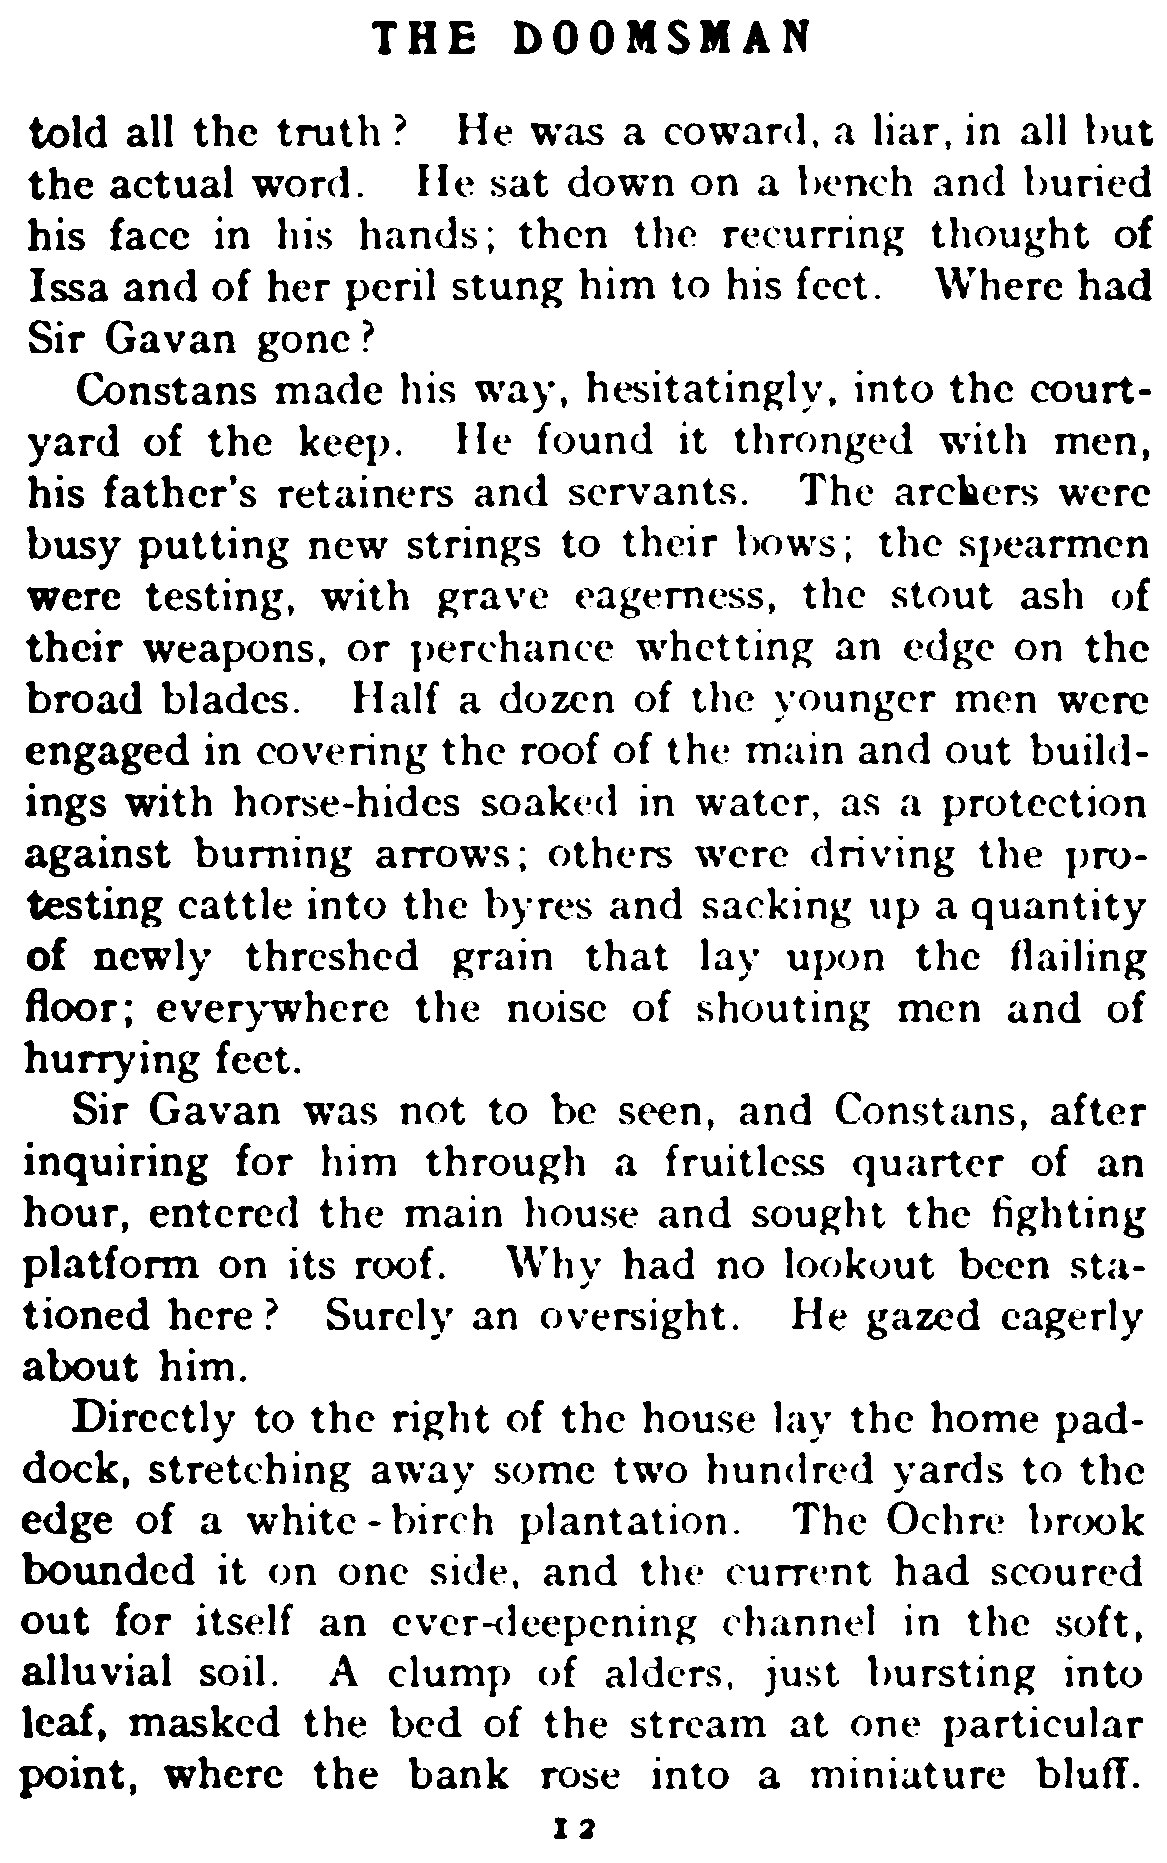 THE DOOMSMAN
told all the truth? He was a coward, a liar, in all but
the actual word. He sat down on a bench and buried
his face in his hands; then the recurring thought of
Issa and of her peril stung him to his feet. Where had
Sir Gavan gone?
Constans made his way, hesitatingly, into the court-
yard of the keep. He found it thronged with men,
his father's retainers and servants. The archers were
busy putting new strings to their bows; the spearmen
were testing, with grave eagerness, the stout ash of
their weapons, or perchance whetting an edge on the
broad blades. Half a dozen of the younger men were
engaged in covering the roof of the main and out build-
ings with horse-hides soaked in water, as a protection
against burning arrows; others were driving the pro-
testing cattle into the byres and sacking up a quantity
of newly threshed grain that lay upon the flailing
floor; everywhere the noise of shouting men and of
hurrying feet.
Sir Gavan was not to be seen, and Constans, after
inquiring for him through a fruitless quarter of an
hour, entered the main house and sought the fighting
platform on its roof. Why had no lookout been sta-
tioned here? Surely an oversight. He gazed eagerly
about him.
Directly to the right of the house lay the home pad-
dock, stretching away some two hundred yards to the
edge of a white-birch plantation. The Ochre brook
bounded it on one side, and the current had scoured
out for itself an ever-deepening channel in the soft,
alluvial soil. A clump of alders, just bursting into
leaf, masked the bed of the stream at one particular
point, where the bank rose into a miniature bluff.
12